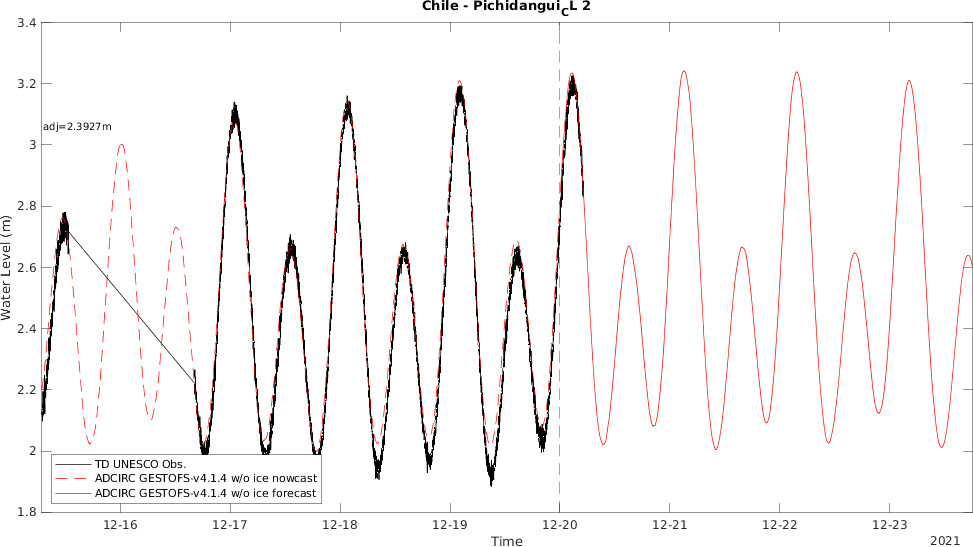 Chile - Pichidangui_CL 2
3.4
3.2
3
2.8
2.6
2.4
2.2
2
1.8
adj=2.3927m
Water Level (m)
TD UNESCO Obs.
ADCIRC GESTOFS-v4.1.4 w/o ice nowcast
ADCIRC GESTOFS-v4.1.4 w/o ice forecast
12-16 12-17 12-18 12-19 12-20 12-21 12-22 12-23
Time
2021